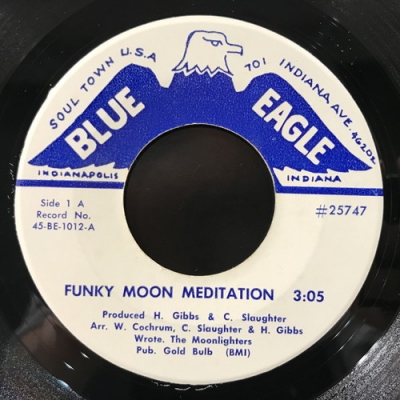 SOUL TOWN U.S.A 701 INDIANA AVE. 46202
BLUE EAGLE
INDIANAPOLIS INDIANA
Side 1 A
Record No. #25747
45-BE-1012-A
FUNKY MOON MEDITATION 3:05
Produced H. Gibbs & C. Slaughter
Arr. W. Cochrum, C. Slaughter & H. Gibbs
Wrote. The Moonlighters
Pub. Gold Bulb (BMI)